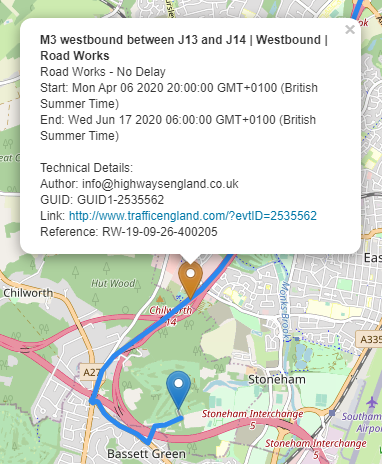 ×
M3 westbound between J13 and J14 | Westbound |
Road Works
Road Works - No Delay
Start: Mon Apr 06 2020 20:00:00 GMT+0100 (British
Summer Time)
End: Wed Jun 17 2020 06:00:00 GMT+0100 (British
Summer Time)
Technical Details:
Author: info@highwaysengland.co.uk
GUID: GUID1-2535562
Link: http://www.trafficengland.com/?evtID=2535562
Reference: RW-19-09-26-400205
Hut Wood
Chilworth
Chilworth
14
Monks Brook
East
A27
A335
Stoneham
Stoneham Interchange
5
Stoneham Interchange
5
Southam
Airpo
Bassett Green